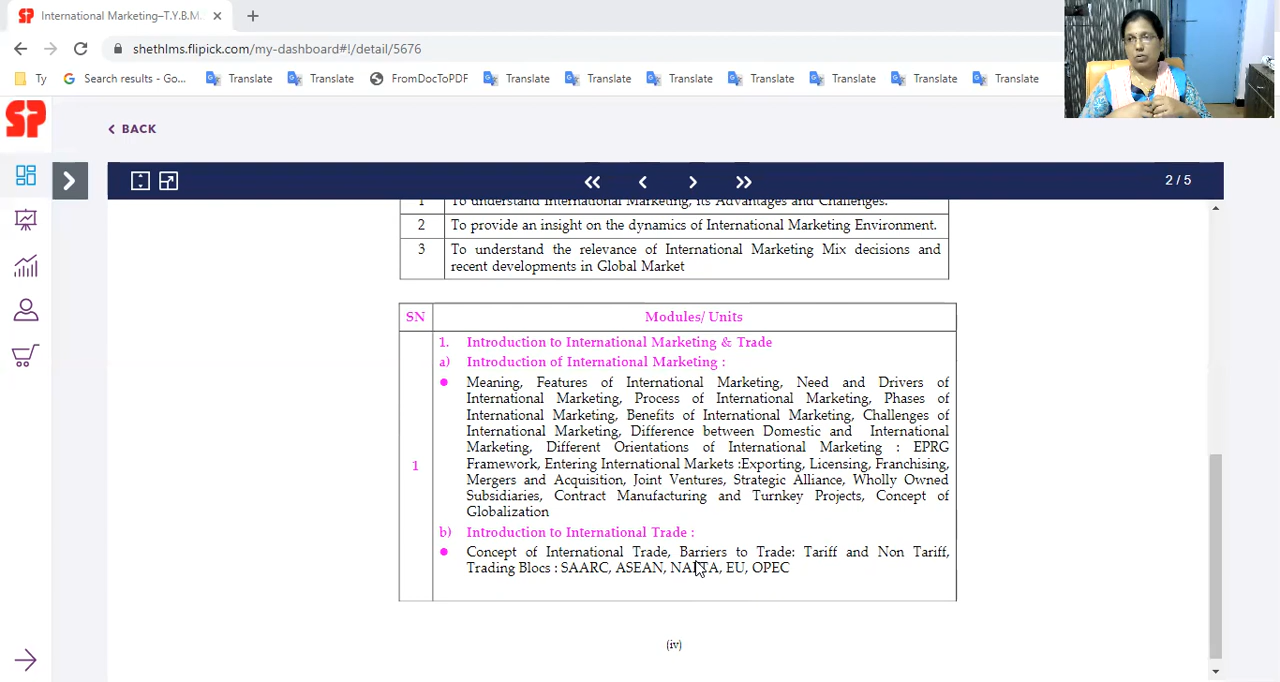 International Marketing–T.Y.B.M.
shethlms.flipick.com/my-dashboard#!/detail/5676
Ty
Search results - Go...
Translate
Translate
FromDocToPDF
Translate
Translate
Translate
Translate
Translate
Translate
Translate
SP
BACK
2 / 5
1 To understand International Marketing, its Advantages and Challenges.
2 To provide an insight on the dynamics of International Marketing Environment.
3 To understand the relevance of International Marketing Mix decisions and
recent developments in Global Market
SN Modules/ Units
1. Introduction to International Marketing & Trade
a) Introduction of International Marketing :
● Meaning, Features of International Marketing, Need and Drivers of
International Marketing, Process of International Marketing, Phases of
International Marketing, Benefits of International Marketing, Challenges of
International Marketing, Difference between Domestic and International
Marketing, Different Orientations of International Marketing : EPRG
1 Framework, Entering International Markets :Exporting, Licensing, Franchising,
Mergers and Acquisition, Joint Ventures, Strategic Alliance, Wholly Owned
Subsidiaries, Contract Manufacturing and Turnkey Projects, Concept of
Globalization
b) Introduction to International Trade :
● Concept of International Trade, Barriers to Trade: Tariff and Non Tariff,
Trading Blocs : SAARC, ASEAN, NAFTA, EU, OPEC
(iv)